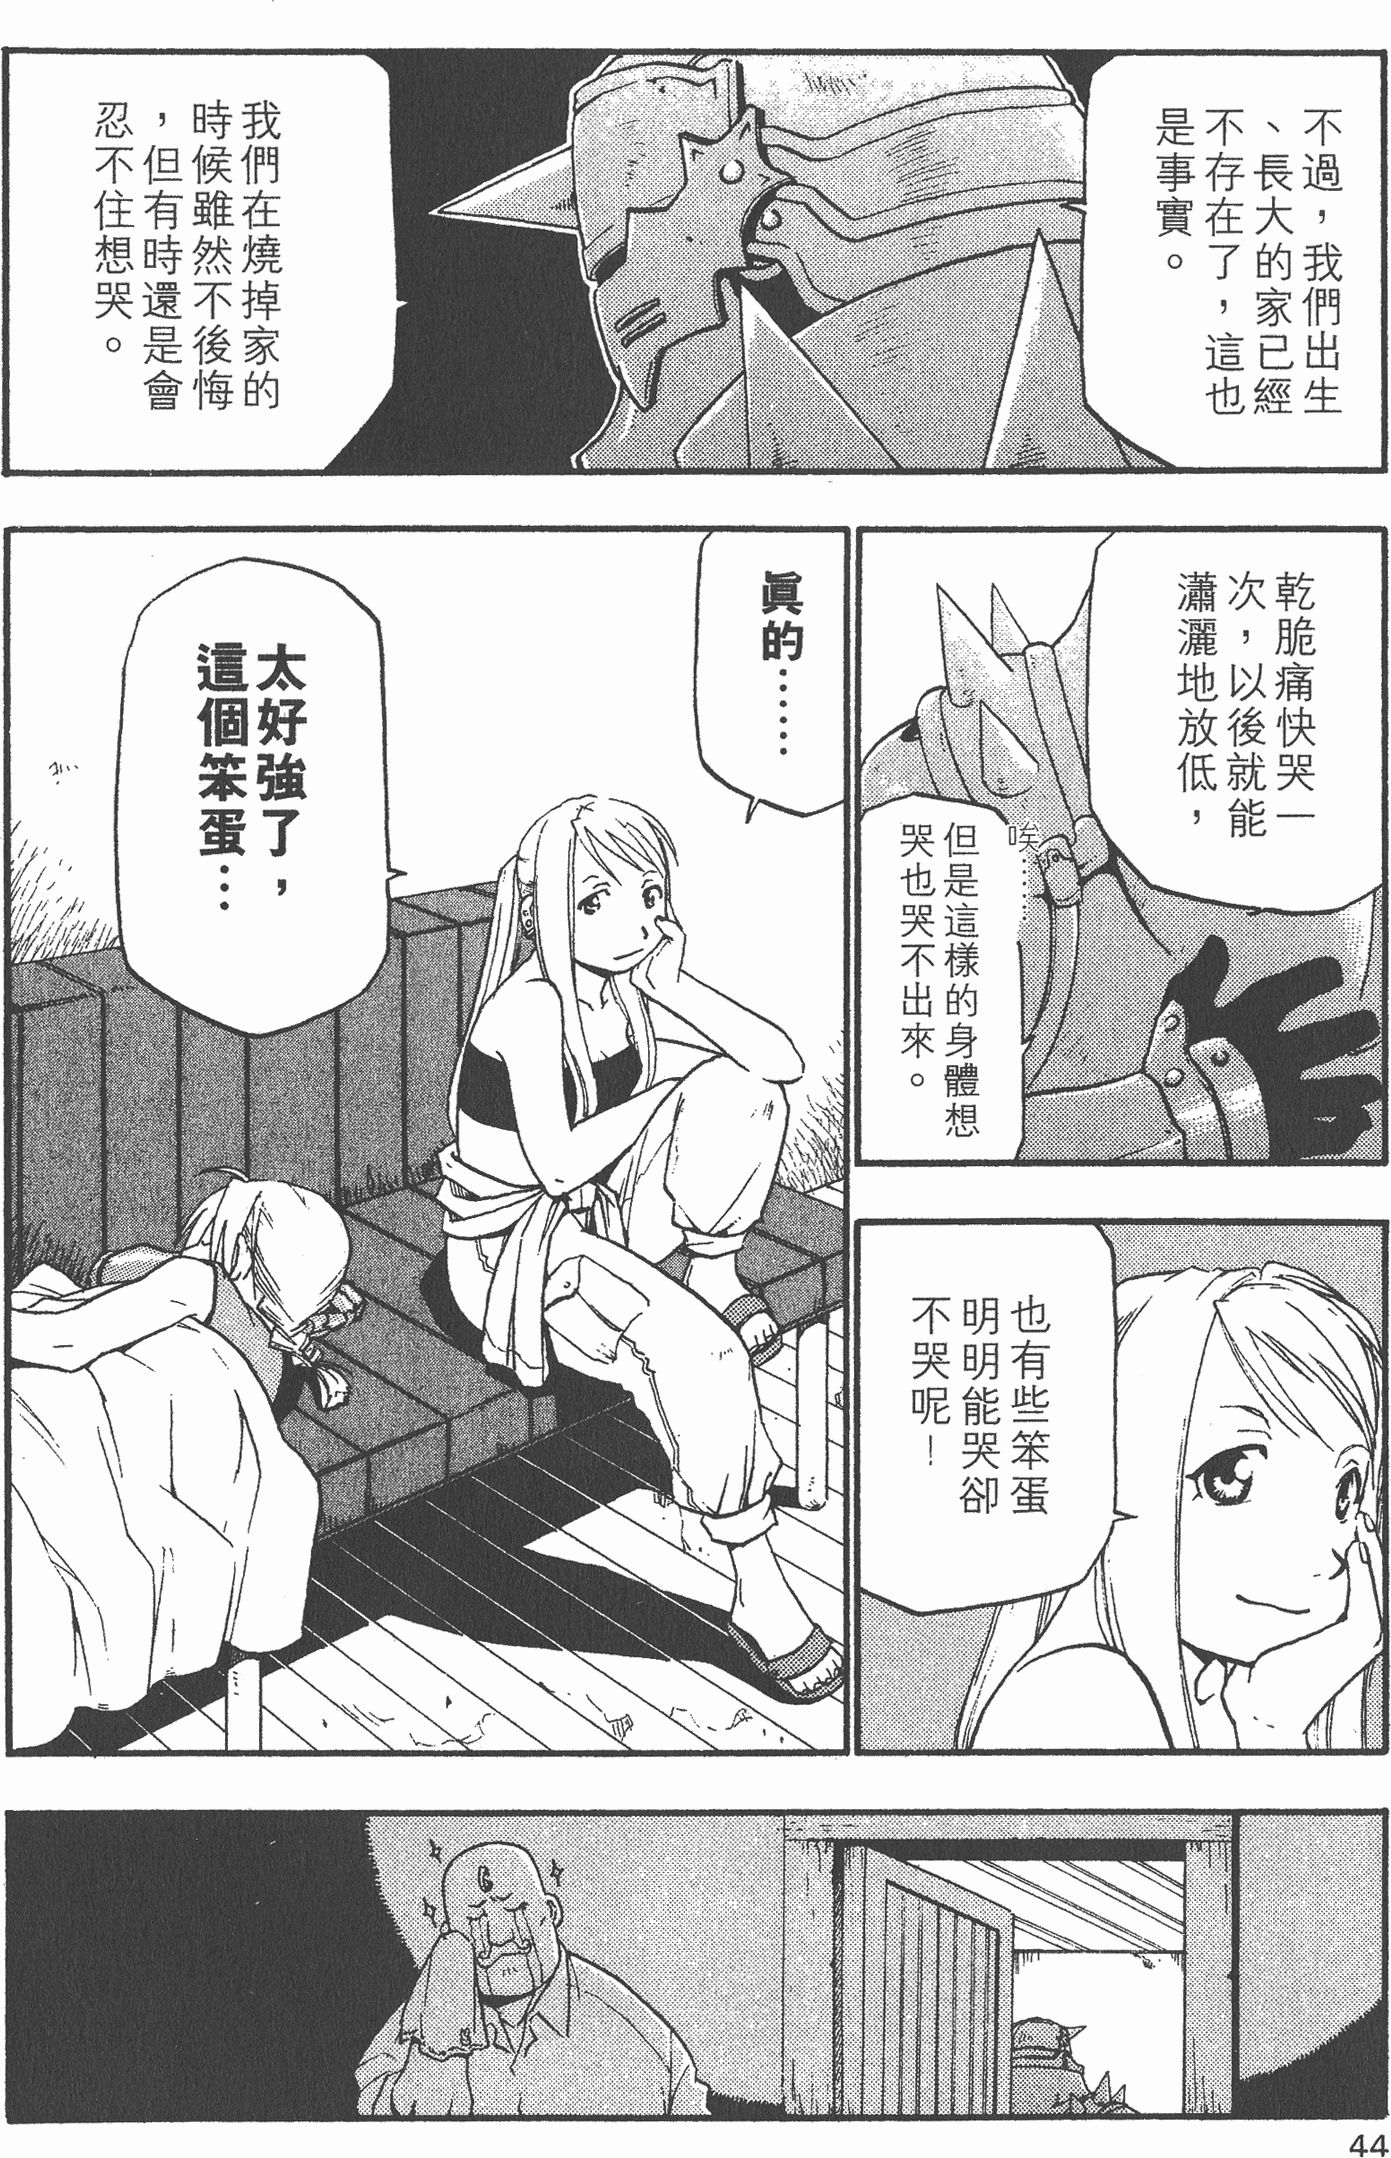 不過，我們出生
、長大的家已經
不存在了，這也
是事實。
我們在燒掉家的
時候雖然不後悔
，但有時還是會
忍不住想哭。
乾脆痛快哭一
次，以後就能
瀟灑地放低，
唉………
但是這樣的身體想
哭也哭不出來。
也有些笨蛋
明明能哭卻
不哭呢！
真的……
太好強了，
這個笨蛋…
44